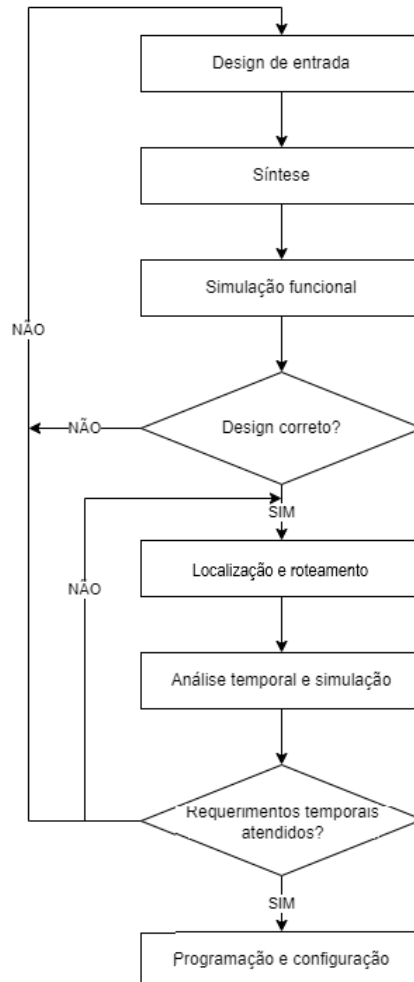 Design de entrada
Síntese
Simulação funcional
NÃO
Design correto?
NÃO
SIM
Localização e roteamento
NÃO
Análise temporal e simulação
Requerimentos temporais
atendidos?
SIM
Programação e configuração